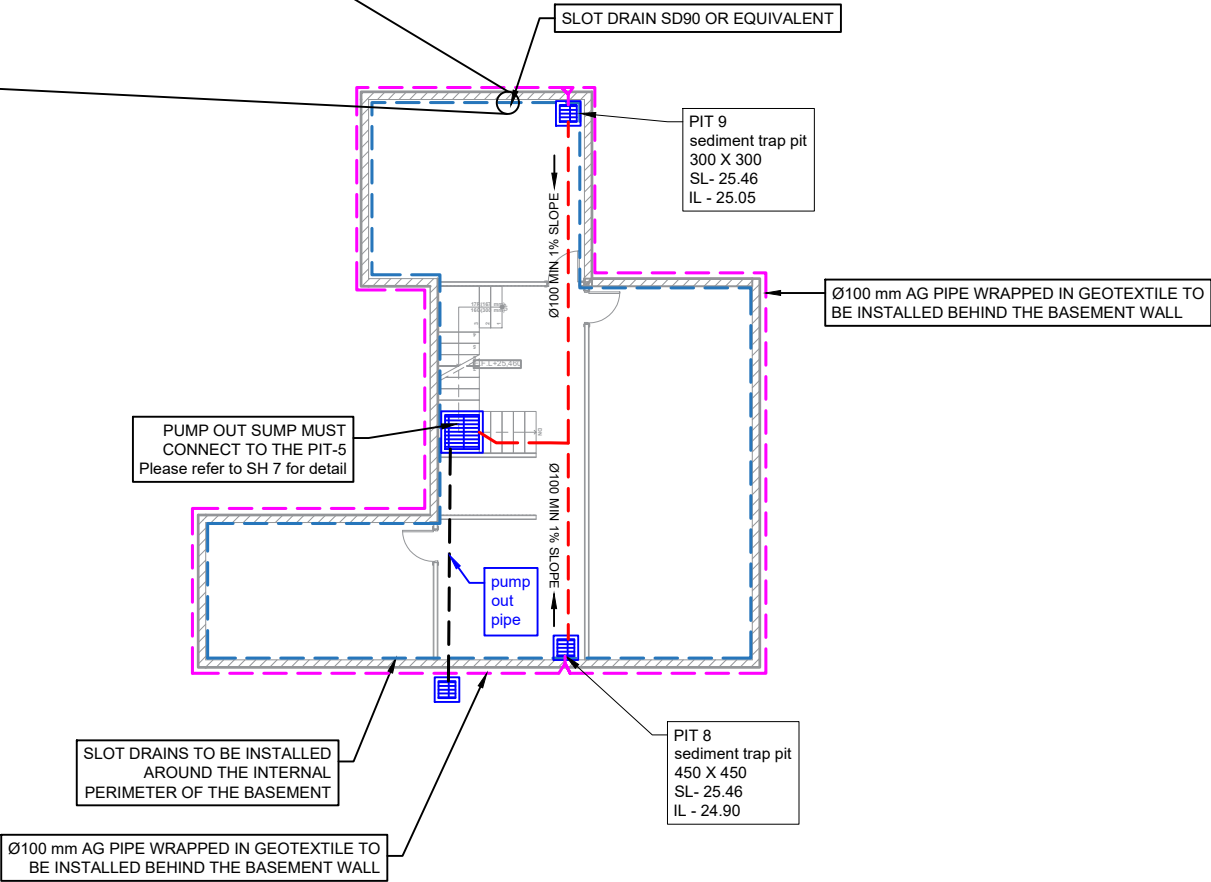 SLOT DRAIN SD90 OR EQUIVALENT
PIT 9
sediment trap pit
300 X 300
SL- 25.46
IL - 25.05
Ø100 MIN 1% SLOPE
Ø100 mm AG PIPE WRAPPED IN GEOTEXTILE TO
BE INSTALLED BEHIND THE BASEMENT WALL
PUMP OUT SUMP MUST
CONNECT TO THE PIT-5
Please refer to SH 7 for detail
Ø100 MIN 1% SLOPE
pump
out
pipe
PIT 8
sediment trap pit
450 X 450
SL- 25.46
IL - 24.90
SLOT DRAINS TO BE INSTALLED
AROUND THE INTERNAL
PERIMETER OF THE BASEMENT
Ø100 mm AG PIPE WRAPPED IN GEOTEXTILE TO
BE INSTALLED BEHIND THE BASEMENT WALL